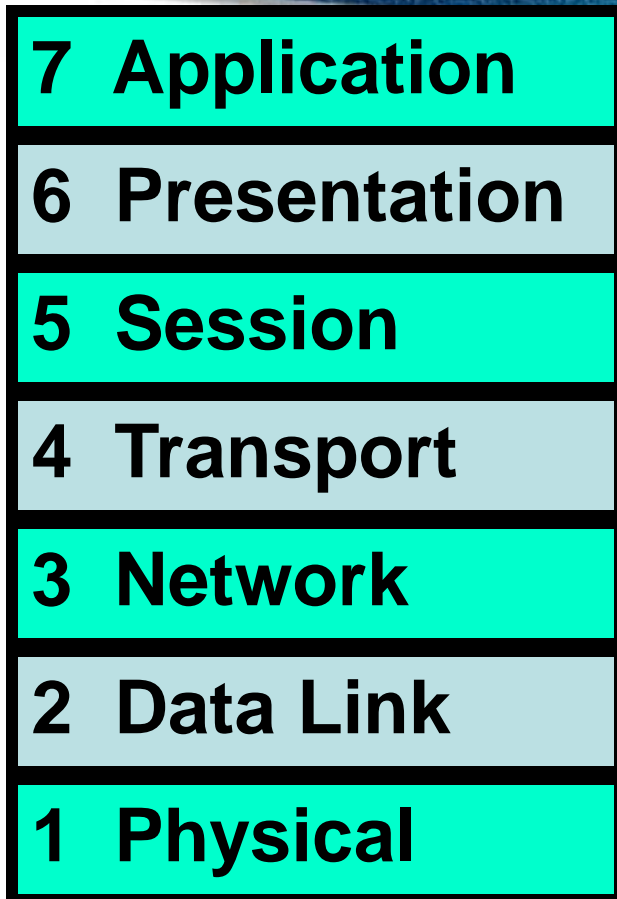 7 Application
6 Presentation
5 Session
4 Transport
3 Network
2 Data Link
1 Physical